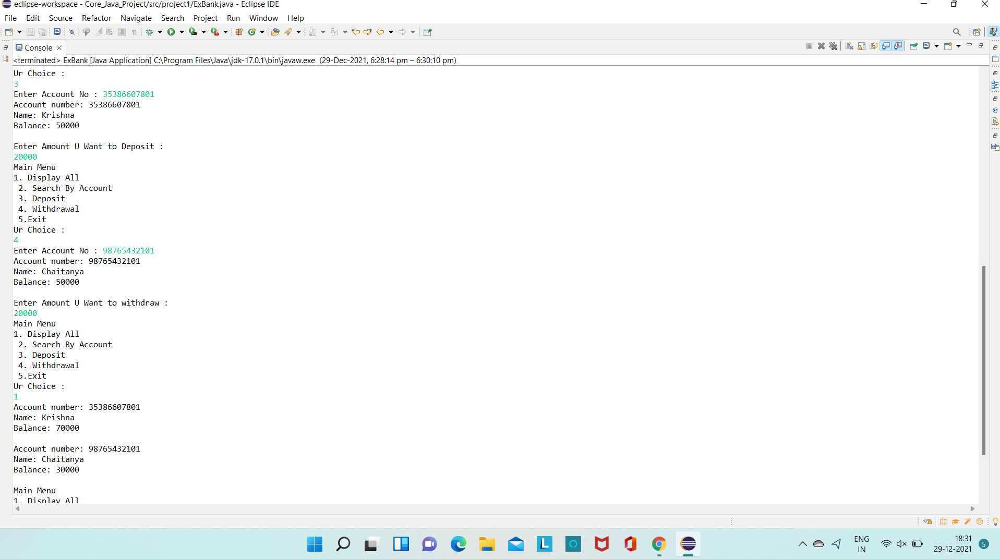 eclipse-workspace - Core_Java_Project/src/project1/ExBank.java - Eclipse IDE
File Edit Source Refactor Navigate Search Project Run Window Help
Console
<terminated> ExBank [Java Application] C:\Program Files\Java\jdk-17.0.1\bin\javaw.exe (29-Dec-2021, 6:28:14 pm – 6:30:10 pm)
Ur Choice :
3
Enter Account No : 35386607801
Account number: 35386607801
Name: Krishna
Balance: 50000
Enter Amount U Want to Deposit :
20000
Main Menu
1. Display All
2. Search By Account
3. Deposit
4. Withdrawal
5.Exit
Ur Choice :
4
Enter Account No : 98765432101
Account number: 98765432101
Name: Chaitanya
Balance: 50000
Enter Amount U Want to withdraw :
20000
Main Menu
1. Display All
2. Search By Account
3. Deposit
4. Withdrawal
5.Exit
Ur Choice :
1
Account number: 35386607801
Name: Krishna
Balance: 70000
Account number: 98765432101
Name: Chaitanya
Balance: 30000
Main Menu
1. Display All
L
ENG
IN
18:31
29-12-2021
5